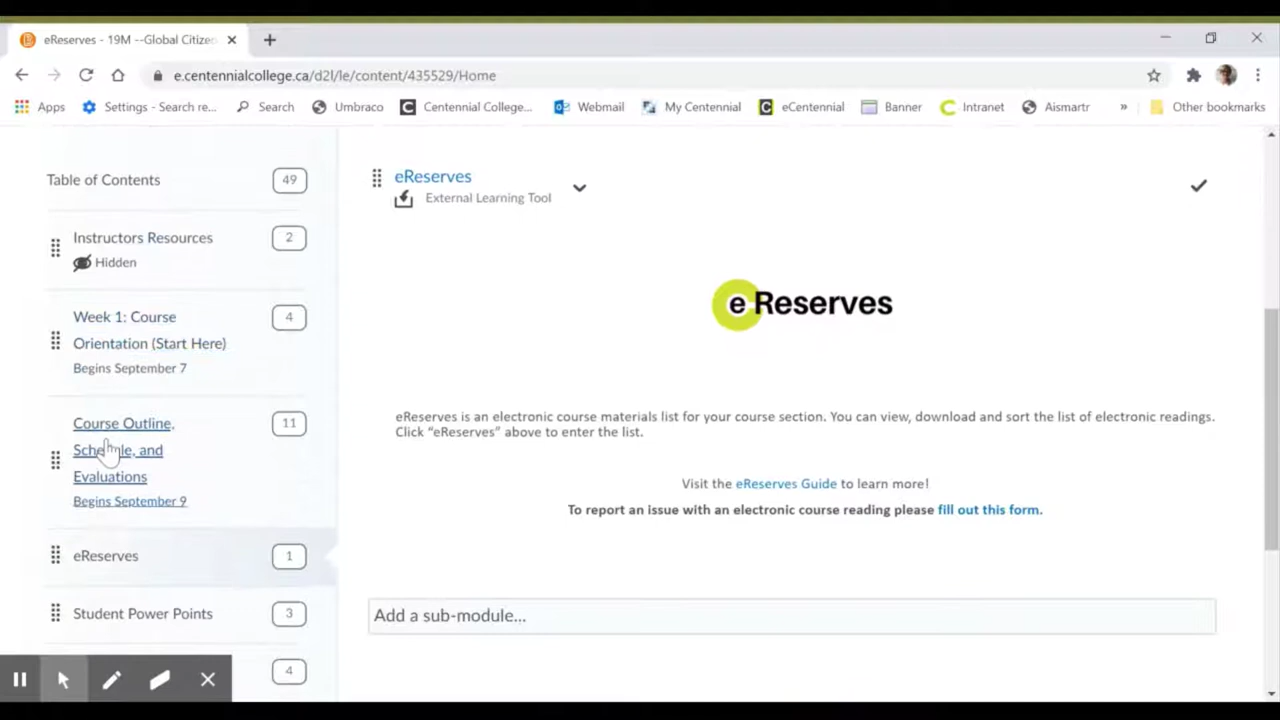 eReserves - 19M --Global Citizen
e.centennialcollege.ca/d2l/le/content/435529/Home
Apps Settings - Search re... Search Umbraco Centennial College... Webmail My Centennial eCentennial Banner Intranet Aismartr » Other bookmarks
Table of Contents 49
Instructors Resources 2
Hidden
Week 1: Course 4
Orientation (Start Here)
Begins September 7
Course Outline, 11
Schedule, and
Evaluations
Begins September 9
eReserves 1
Student Power Points 3
4
eReserves
External Learning Tool
e Reserves
eReserves is an electronic course materials list for your course section. You can view, download and sort the list of electronic readings.
Click “eReserves” above to enter the list.
Visit the eReserves Guide to learn more!
To report an issue with an electronic course reading please fill out this form.
Add a sub-module...